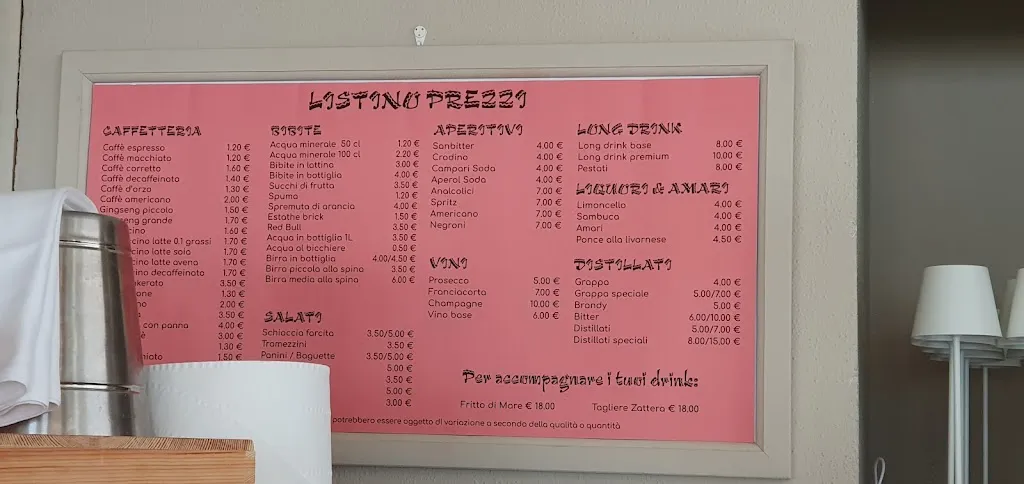 LISTINO PREZZI
CAFFETTERIA
Caffè espresso 1.20 €
Caffè macchiato 1.20 €
Caffè corretto 1.60 €
Caffè decaffeinato 1.40 €
Caffè d'orzo 1.30 €
Caffè americano 2.00 €
Ginseng piccolo 1.50 €
grande 1.70 €
1.60 €
latte 0.1 grassi 1.70 €
latte soia 1.70 €
latte avena 1.70 €
decaffeinato 1.70 €
3.50 €
1.30 €
2.00 €
3.50 €
con panna 4.00 €
3.00 €
1.30 €
1.50 €
BIBITE
Acqua minerale 50 cl 1.20 €
Acqua minerale 100 cl 2.20 €
Bibite in lattina 3.00 €
Bibite in bottiglia 4.00 €
Succhi di frutta 3.50 €
Spuma 1.20 €
Spremuta di arancia 4.00 €
Estathe brick 1.50 €
Red Bull 3.50 €
Acqua in bottiglia 1L 3.50 €
Acqua al bicchiere 0.50 €
Birra in bottiglia 4.00/4.50 €
Birra piccola alla spina 3.50 €
Birra media alla spina 6.00 €
SALATI
Schiaccia farcita 3.50/5.00 €
Tramezzini 3.50 €
Panini / Baguette 3.50/5.00 €
5.00 €
3.50 €
5.00 €
3.00 €
APERITIVI
Sanbitter 4.00 €
Crodino 4.00 €
Campari Soda 4.00 €
Aperol Soda 4.00 €
Analcolici 7.00 €
Spritz 7.00 €
Americano 7.00 €
Negroni 7.00 €
VINI
Prosecco 5.00 €
Franciacorta 7.00 €
Champagne 10.00 €
Vino base 6.00 €
LONG DRINK
Long drink base 8.00 €
Long drink premium 10.00 €
Pestati 8.00 €
LIQUORI & AMARI
Limoncello 4.00 €
Sambuca 4.00 €
Amari 4.00 €
Ponce alla livornese 4.50 €
DISTILLATI
Grappa 4.00 €
Grappa speciale 5.00/7.00 €
Brandy 5.00 €
Bitter 6.00/10.00 €
Distillati 5.00/7.00 €
Distillati speciali 8.00/15.00 €
Per accompagnare i tuoi drink:
Fritto di Mare € 18.00 Tagliere Zattera € 18.00
potrebbero essere oggetto di variazione a seconda della qualità o quantità